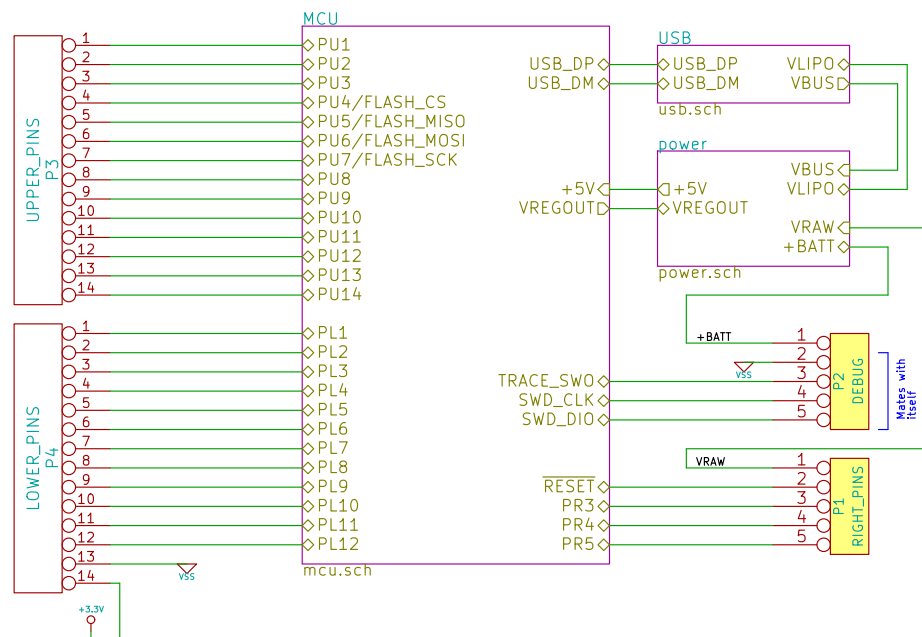 MCU
UPPER_PINS
P3
1
2
3
4
5
6
7
8
9
10
11
12
13
14
PU1
PU2
PU3
PU4/FLASH_CS
PU5/FLASH_MISO
PU6/FLASH_MOSI
PU7/FLASH_SCK
PU8
PU9
PU10
PU11
PU12
PU13
PU14
LOWER_PINS
P4
1
2
3
4
5
6
7
8
9
10
11
12
13
14
VSS
+3.3V
PL1
PL2
PL3
PL4
PL5
PL6
PL7
PL8
PL9
PL10
PL11
PL12
mcu.sch
USB_DP
USB_DM
+5V
VREGOUT
TRACE_SWO
SWD_CLK
SWD_DIO
RESET
PR3
PR4
PR5
USB
USB_DP
USB_DM
VLIPO
VBUS
usb.sch
power
VBUS
VLIPO
+5V
VREGOUT
VRAW
+BATT
power.sch
+BATT
VSS
1
2
3
4
5
P2
DEBUG
Mates with
itself
VRAW
1
2
3
4
5
P1
RIGHT_PINS